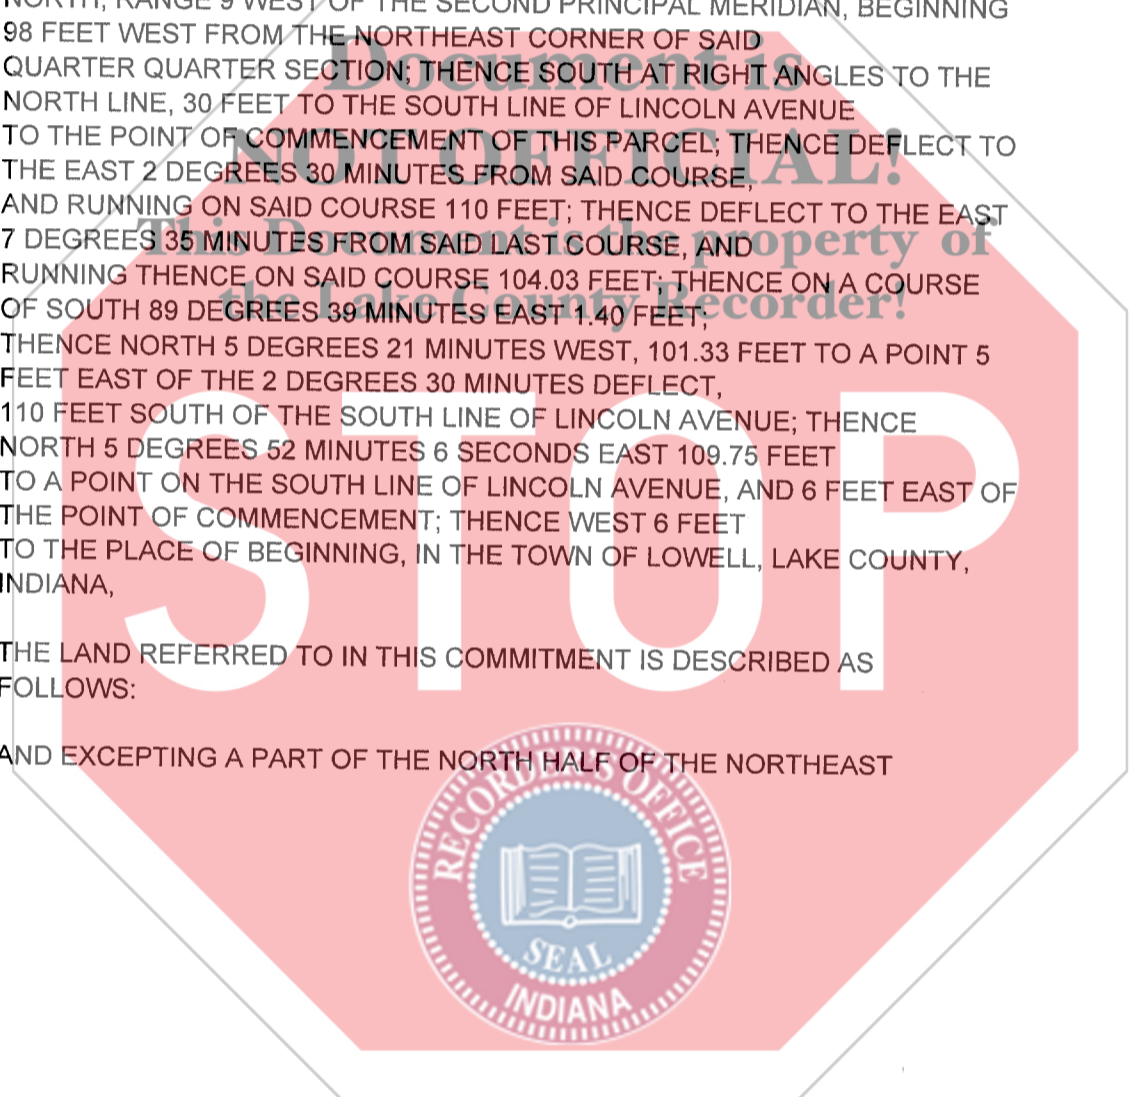 NORTH, RANGE 9 WEST OF THE SECOND PRINCIPAL MERIDIAN, BEGINNING
98 FEET WEST FROM THE NORTHEAST CORNER OF SAID
QUARTER QUARTER SECTION; THENCE SOUTH AT RIGHT ANGLES TO THE
NORTH LINE, 30 FEET TO THE SOUTH LINE OF LINCOLN AVENUE
TO THE POINT OF COMMENCEMENT OF THIS PARCEL; THENCE DEFLECT TO
THE EAST 2 DEGREES 30 MINUTES FROM SAID COURSE,
AND RUNNING ON SAID COURSE 110 FEET; THENCE DEFLECT TO THE EAST
7 DEGREES 35 MINUTES FROM SAID LAST COURSE, AND
RUNNING THENCE ON SAID COURSE 104.03 FEET; THENCE ON A COURSE
OF SOUTH 89 DEGREES 39 MINUTES EAST 1.40 FEET;
THENCE NORTH 5 DEGREES 21 MINUTES WEST, 101.33 FEET TO A POINT 5
FEET EAST OF THE 2 DEGREES 30 MINUTES DEFLECT,
110 FEET SOUTH OF THE SOUTH LINE OF LINCOLN AVENUE; THENCE
NORTH 5 DEGREES 52 MINUTES 6 SECONDS EAST 109.75 FEET
TO A POINT ON THE SOUTH LINE OF LINCOLN AVENUE, AND 6 FEET EAST OF
THE POINT OF COMMENCEMENT; THENCE WEST 6 FEET
TO THE PLACE OF BEGINNING, IN THE TOWN OF LOWELL, LAKE COUNTY,
INDIANA,
THE LAND REFERRED TO IN THIS COMMITMENT IS DESCRIBED AS
FOLLOWS:
AND EXCEPTING A PART OF THE NORTH HALF OF THE NORTHEAST
Document is
NOT OFFICIAL!
This Document is the property of
the Lake County Recorder!
STOP
RECORDER'S OFFICE
SEAL
INDIANA